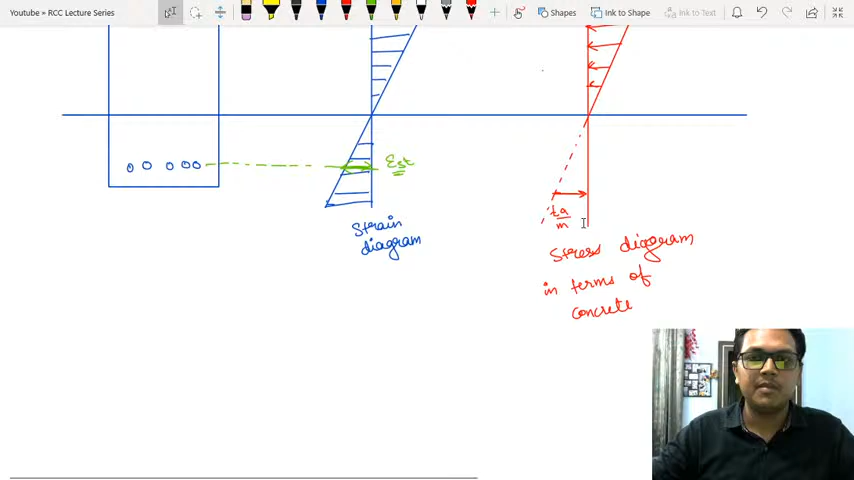 Youtube » RCC Lecture Series
Shapes
Ink to Shape
Ink to Text
Est
ta
m
Strain
diagram
Stress diagram
in terms of
concrete